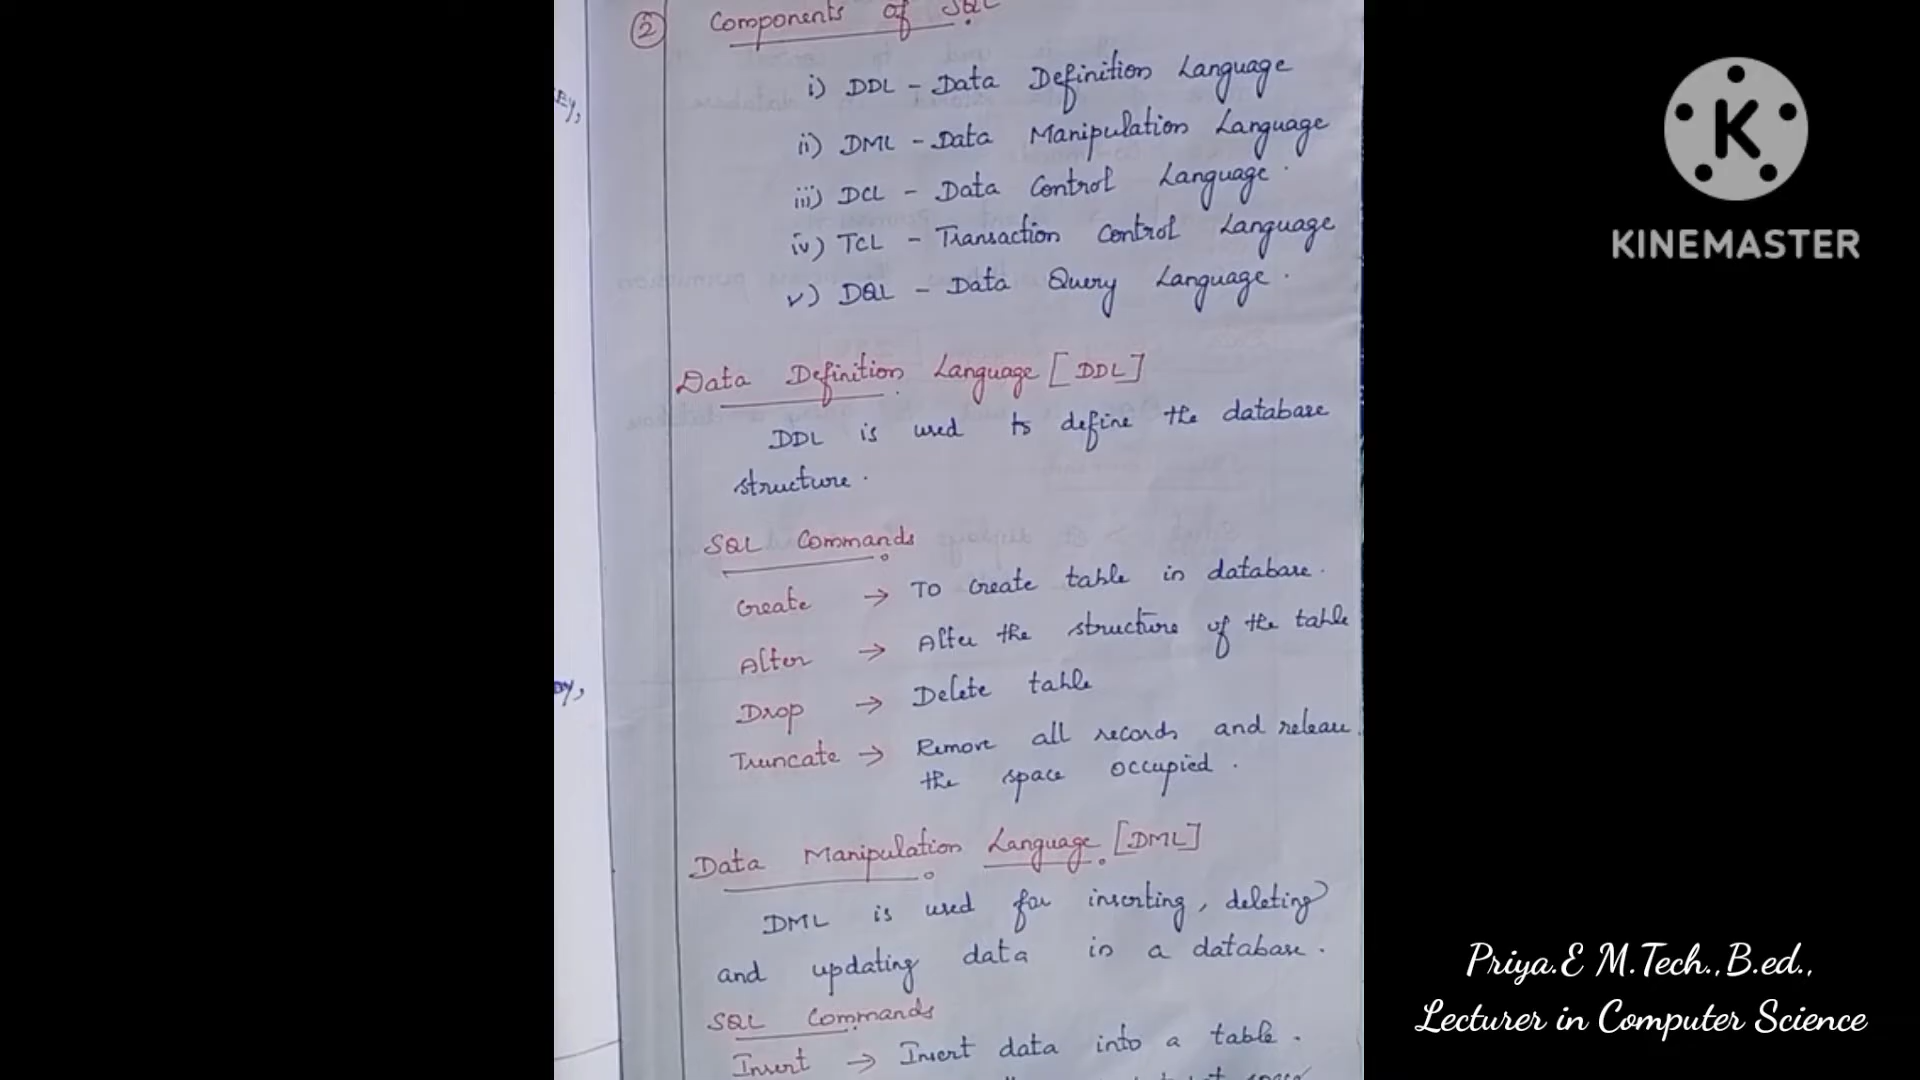 2 Components of SQL
i) DDL - Data Definition Language
ii) DML - Data Manipulation Language
iii) DCL - Data Control Language.
iv) TCL - Transaction Control Language
v) DQL - Data Query Language.
Data Definition Language [DDL]
DDL is used to define the database
structure.
SQL Commands
Create → To Create table in database.
Alter → Alter the structure of the table
Drop → Delete table
Truncate → Remove all records and release
the space occupied.
Data Manipulation Language [DML]
DML is used for inserting, deleting
and updating data in a database.
SQL Commands
Insert → Insert data into a table.
KINEMASTER
Priya.E M.Tech.,B.ed.,
Lecturer in Computer Science